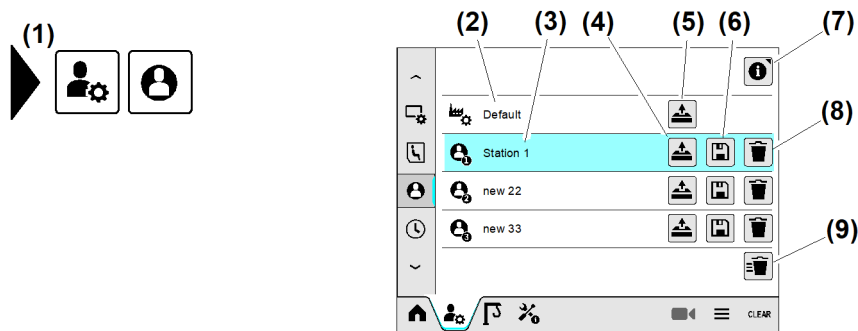 (1)
(2) (3) (4) (5) (6) (7)
Default
Station 1
(8)
new 22
new 33
(9)
CLEAR